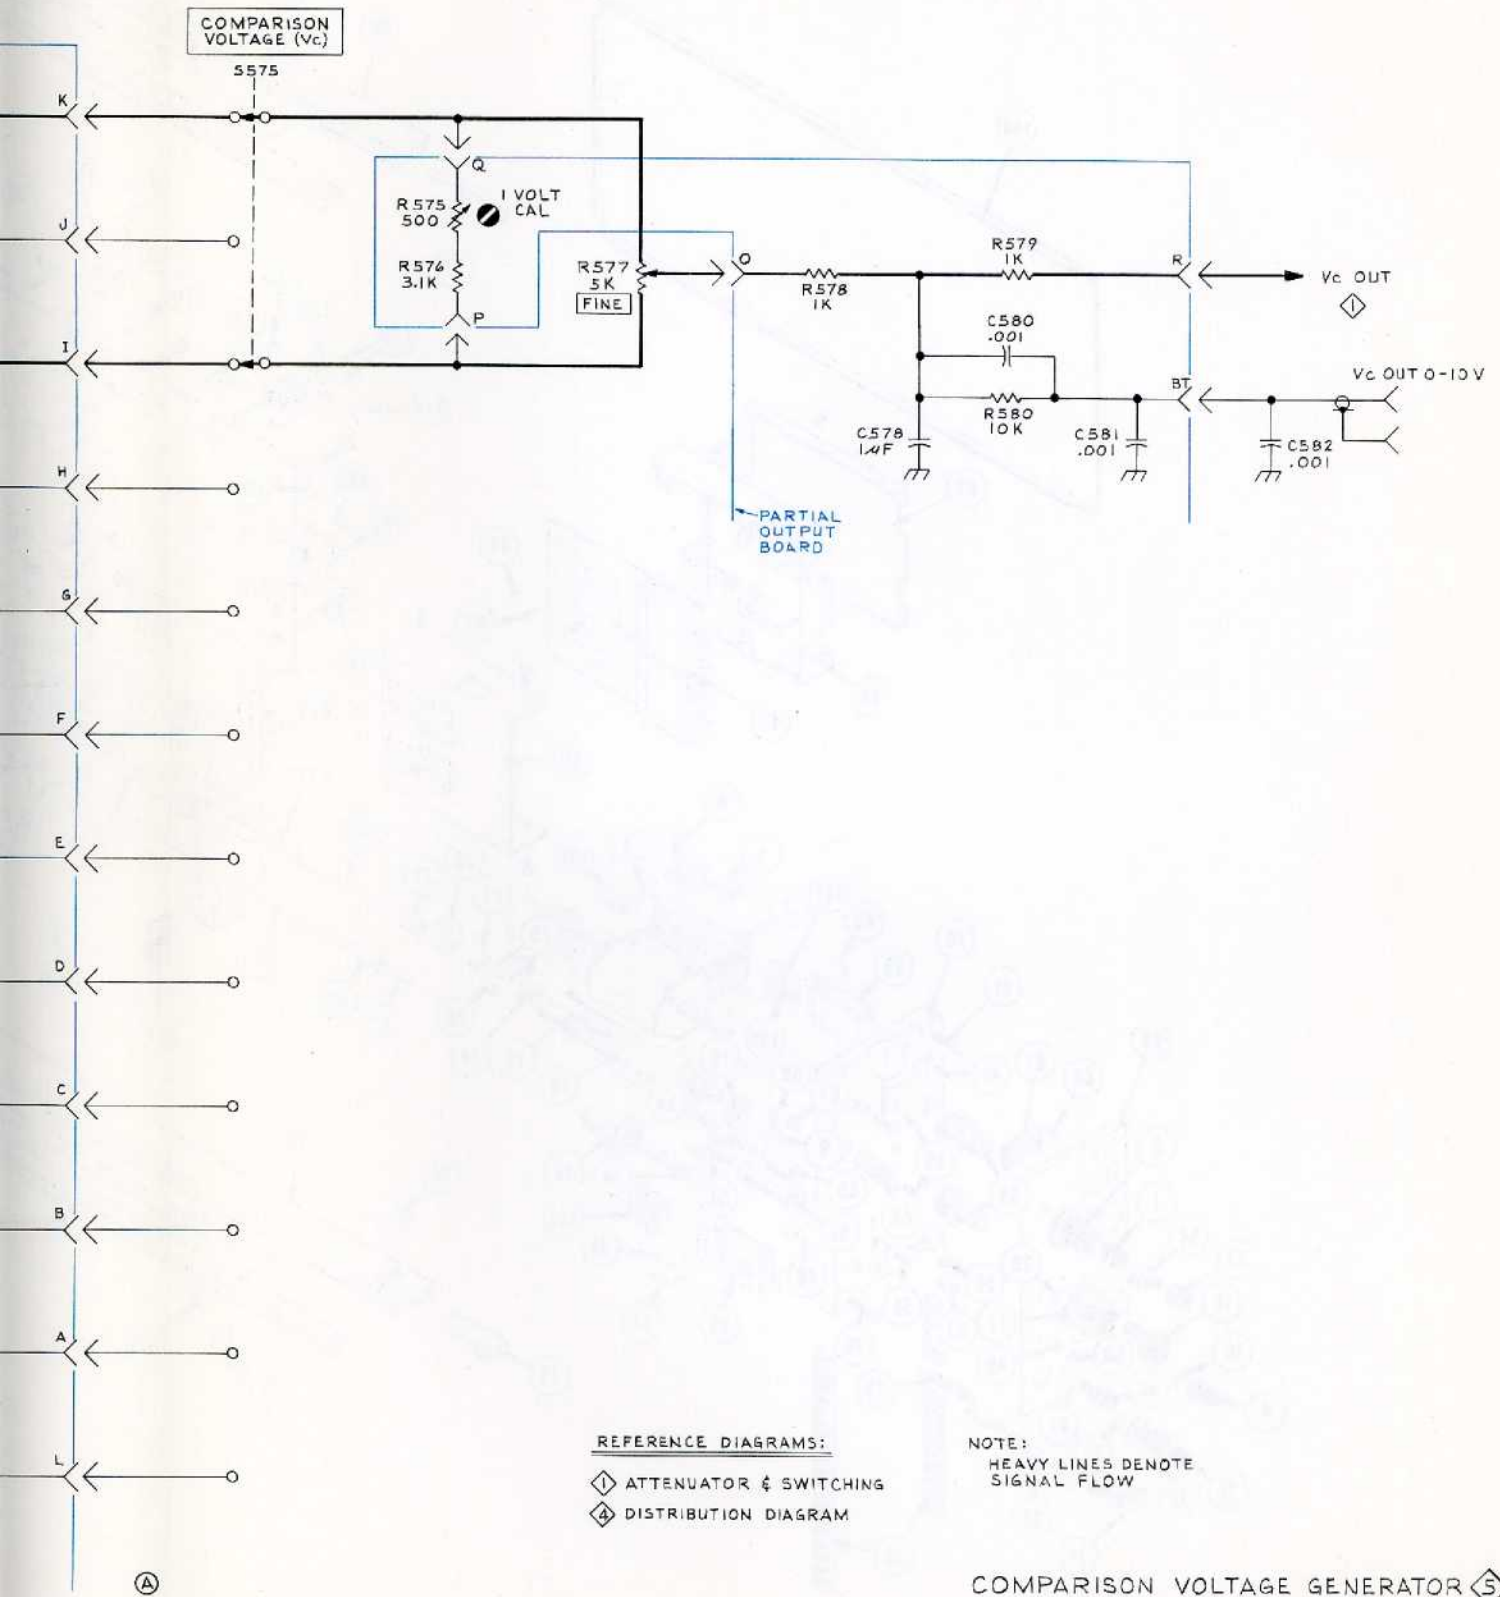 COMPARISON
VOLTAGE (Vc)
S575
K
Q
R575
500
1 VOLT
CAL
J
R576
3.1K
R577
5K
FINE
O
R578
1K
R579
1K
R
Vc OUT
1
P
I
C580
.001
Vc OUT 0-10V
BT
R580
10K
C578
1µF
C581
.001
C582
.001
H
PARTIAL
OUTPUT
BOARD
G
F
E
D
C
B
A
L
REFERENCE DIAGRAMS:
1 ATTENUATOR & SWITCHING
4 DISTRIBUTION DIAGRAM
NOTE:
HEAVY LINES DENOTE
SIGNAL FLOW
A
COMPARISON VOLTAGE GENERATOR 5